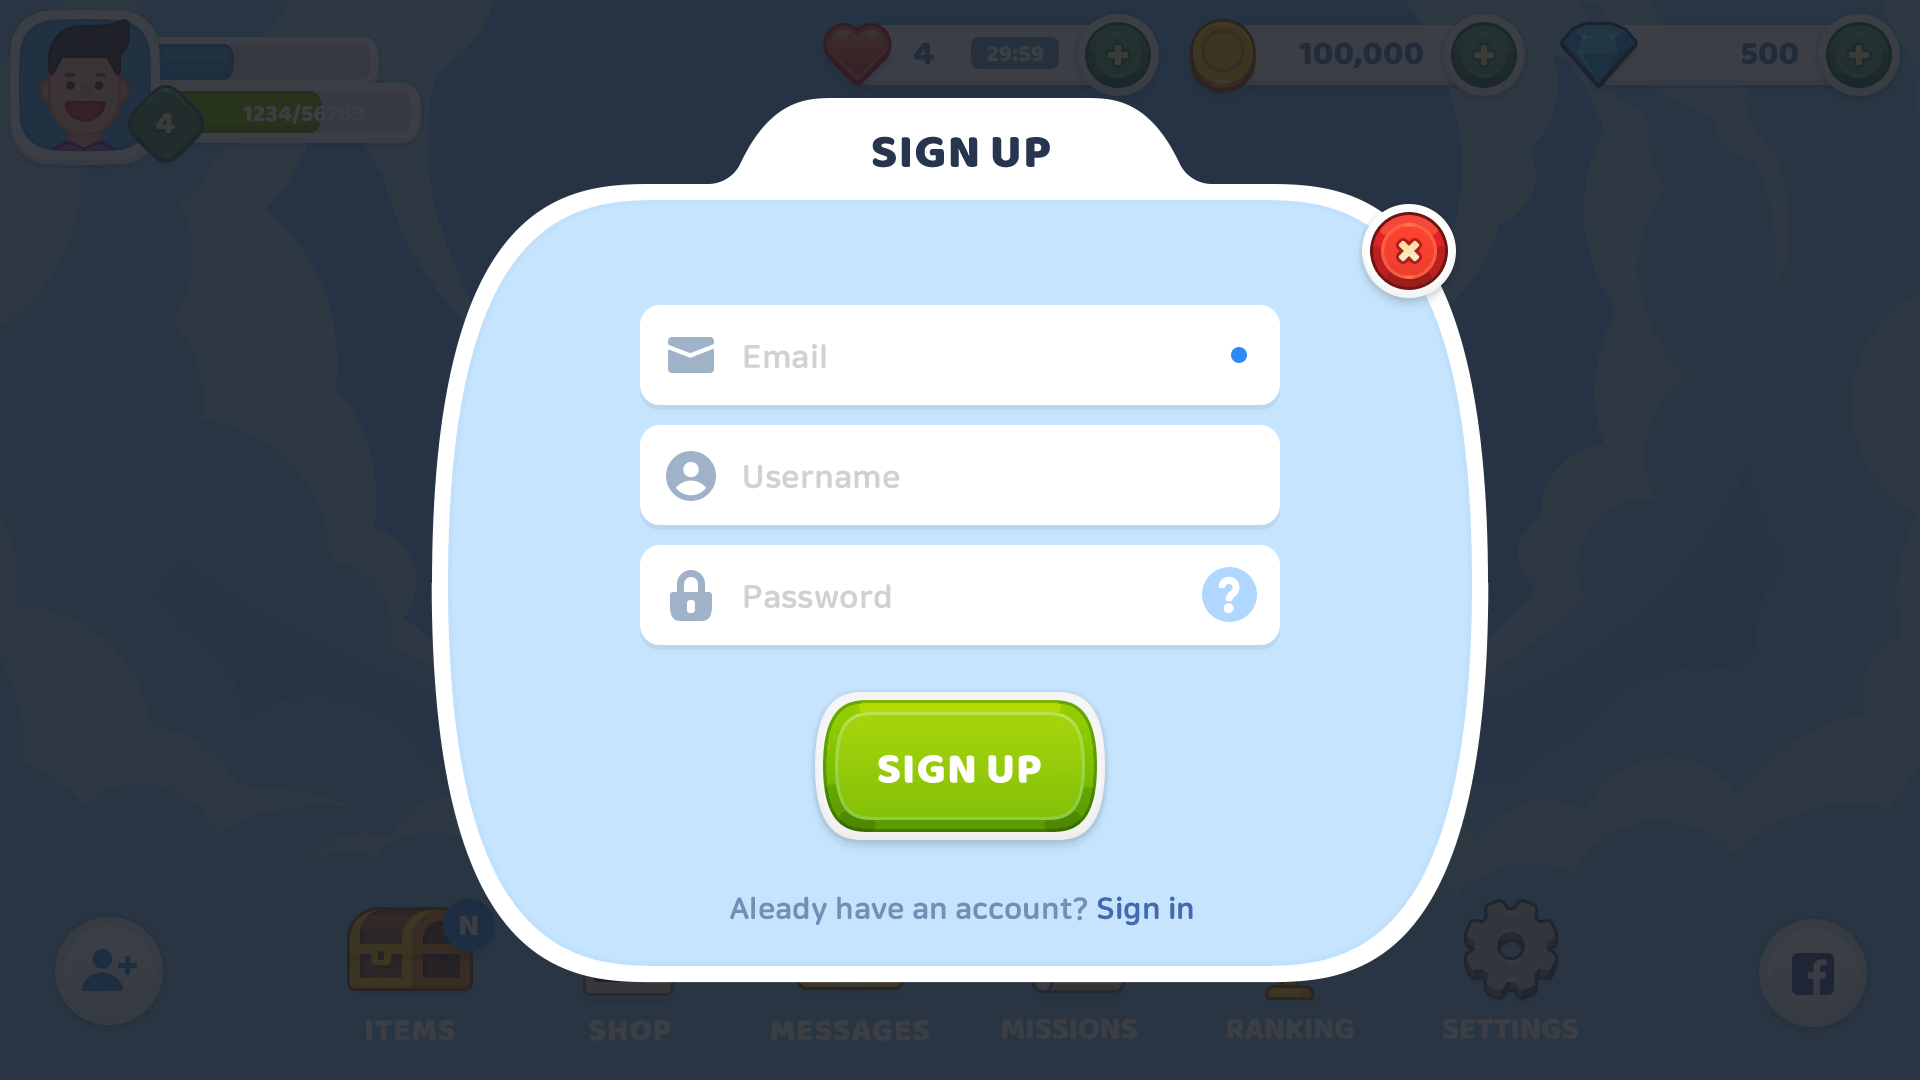 4
29:59
100,000
500
4
1234/56789
SIGN UP
Email
Username
Password
?
SIGN UP
Aleady have an account? Sign in
N
ITEMS
SHOP
MESSAGES
MISSIONS
RANKING
SETTINGS